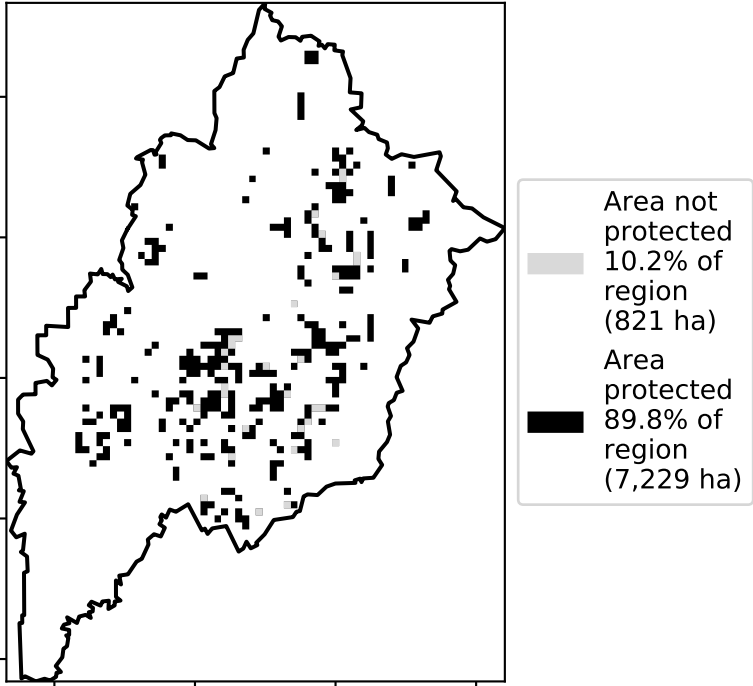 Area not
protected
10.2% of
region
(821 ha)
Area
protected
89.8% of
region
(7,229 ha)